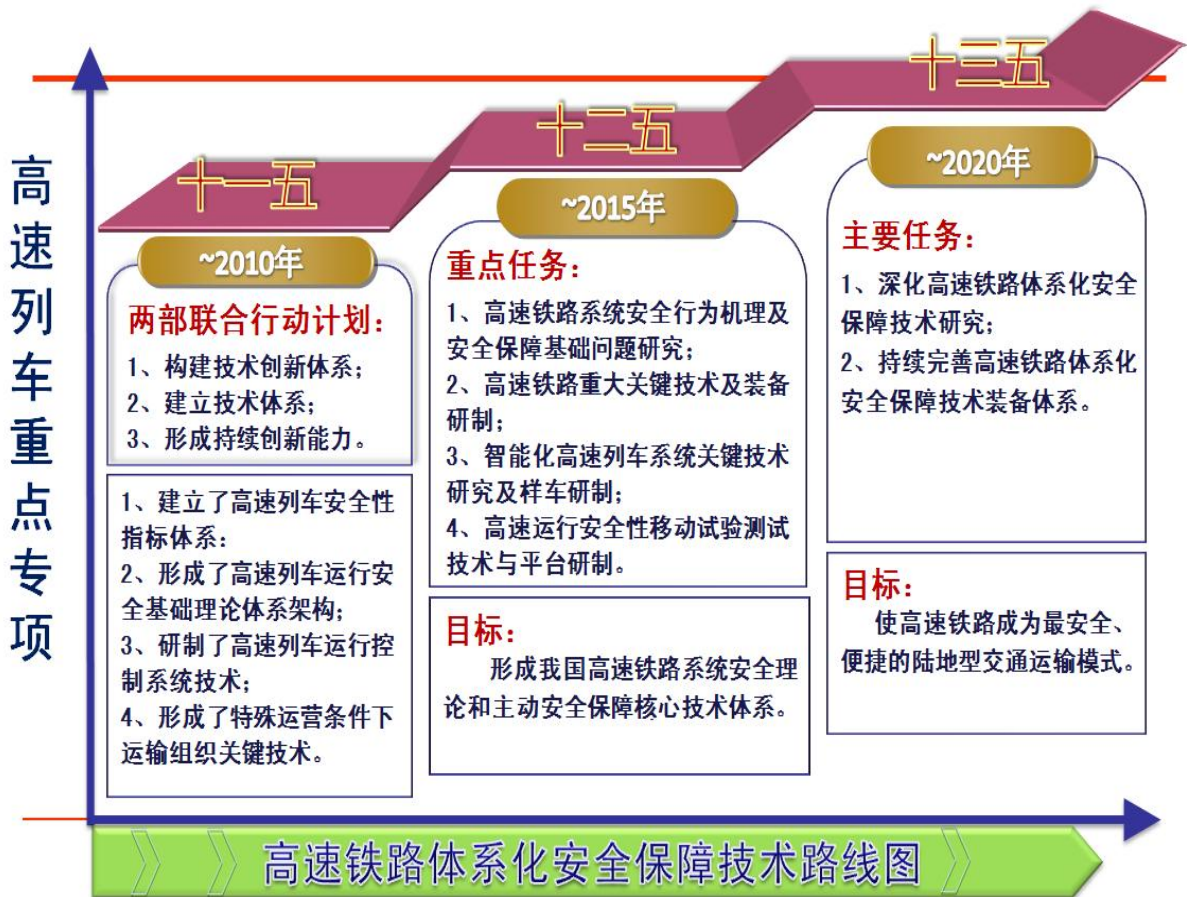 高速列车重点专项
十一五
~2010年
两部联合行动计划：
1、构建技术创新体系；
2、建立技术体系；
3、形成持续创新能力。
1、建立了高速列车安全性
指标体系：
2、形成了高速列车运行安
全基础理论体系架构；
3、研制了高速列车运行控
制系统技术；
4、形成了特殊运营条件下
运输组织关键技术。
十二五
~2015年
重点任务：
1、高速铁路系统安全行为机理及
安全保障基础问题研究；
2、高速铁路重大关键技术及装备
研制；
3、智能化高速列车系统关键技术
研究及样车研制；
4、高速运行安全性移动试验测试
技术与平台研制。
目标：
形成我国高速铁路系统安全理
论和主动安全保障核心技术体系。
十三五
~2020年
主要任务：
1、深化高速铁路体系化安全
保障技术研究；
2、持续完善高速铁路体系化
安全保障技术装备体系。
目标：
使高速铁路成为最安全、
便捷的陆地型交通运输模式。
高速铁路体系化安全保障技术路线图